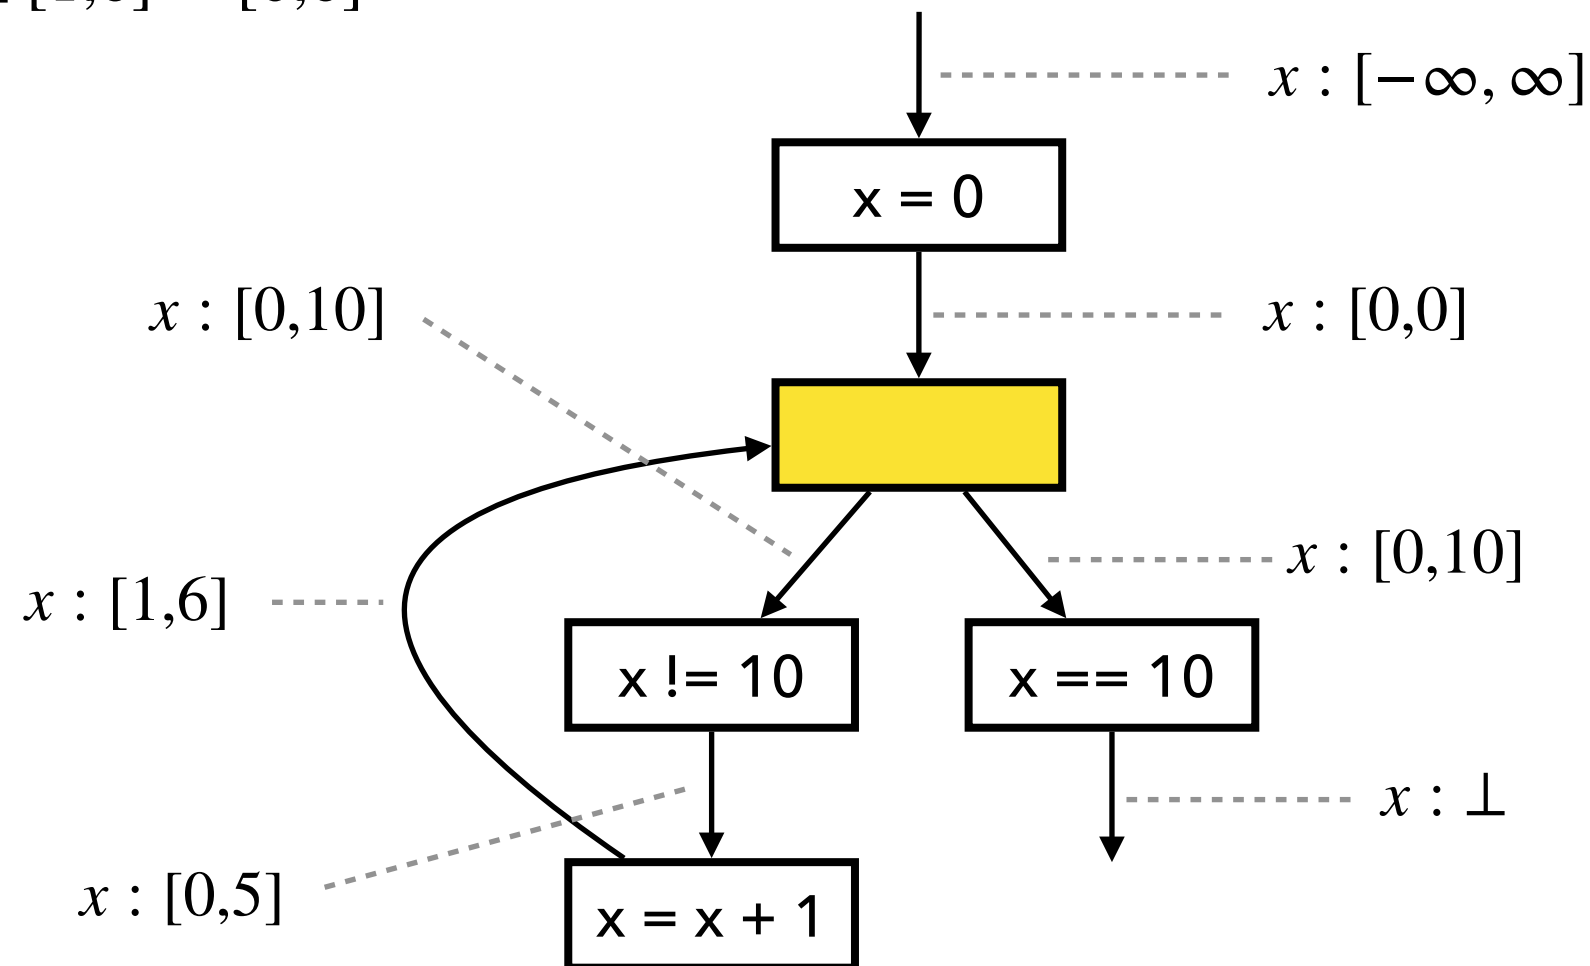 x : [−∞, ∞]
x = 0
x : [0,10]
x : [0,0]
x : [0,10]
x : [1,6]
x != 10
x == 10
x : ⊥
x : [0,5]
x = x + 1